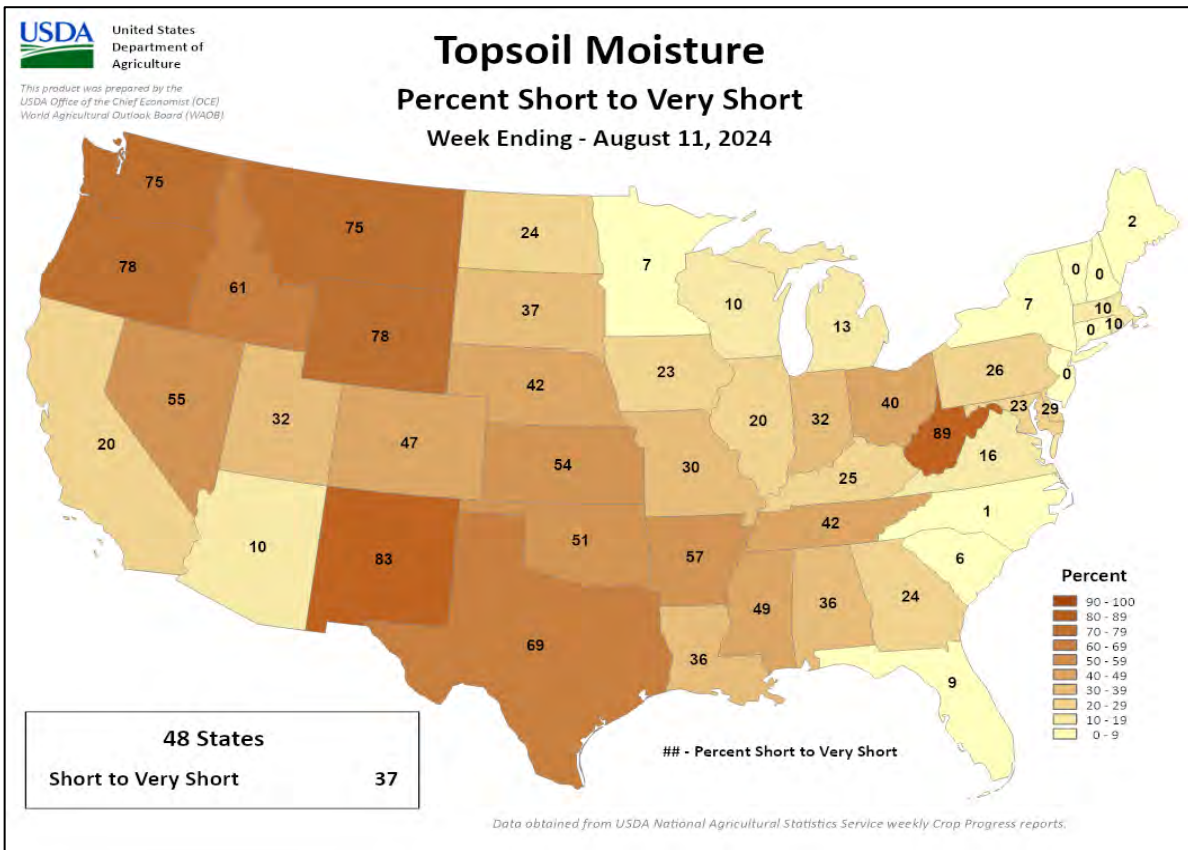 USDA
United States
Department of
Agriculture
This product was prepared by the
USDA Office of the Chief Economist (OCE)
World Agricultural Outlook Board (WAOB)
Topsoil Moisture
Percent Short to Very Short
Week Ending - August 11, 2024
75
75
24
7
2
78
61
78
37
10
13
7
0
0
10
0
10
55
32
47
42
23
20
32
40
26
0
20
54
30
25
89
23
29
16
10
83
51
57
42
1
6
69
36
49
36
24
9
Percent
90 - 100
80 - 89
70 - 79
60 - 69
50 - 59
40 - 49
30 - 39
20 - 29
10 - 19
0 - 9
48 States
Short to Very Short 37
## - Percent Short to Very Short
Data obtained from USDA National Agricultural Statistics Service weekly Crop Progress reports.